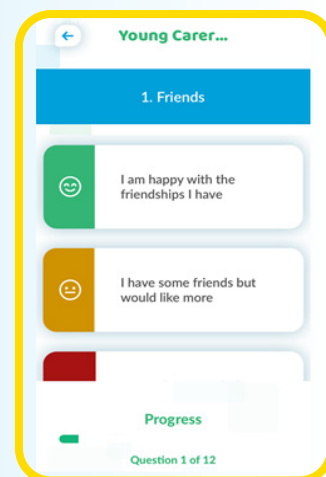 Young Carer...
1. Friends
I am happy with the
friendships I have
I have some friends but
would like more
Progress
Question 1 of 12